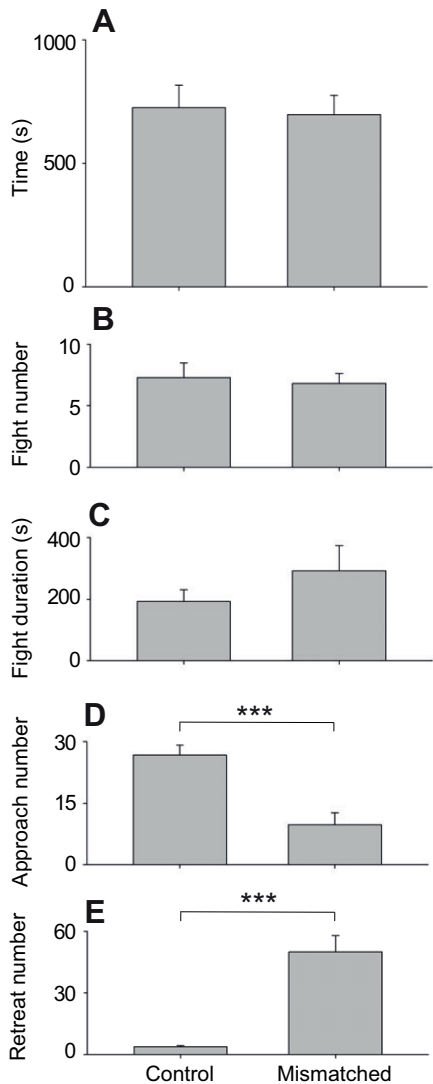 A
Time (s)
1000
500
0
B
Fight number
10
5
0
C
Fight duration (s)
400
200
0
D
***
Approach number
30
15
0
E
***
Retreat number
60
30
0
Control Mismatched